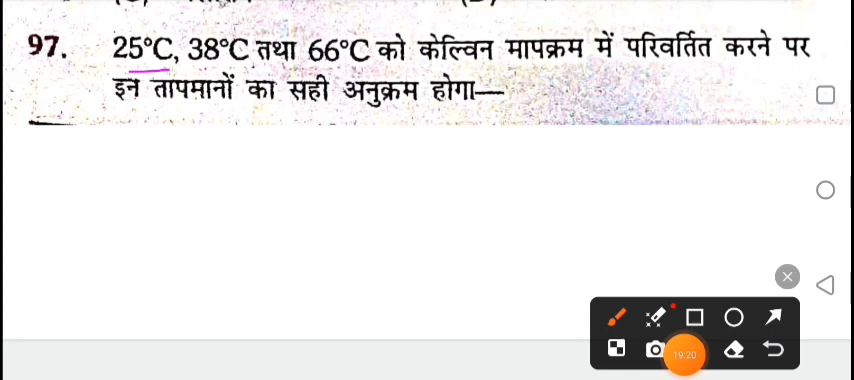 97. 25°C, 38°C तथा 66°C को केल्विन मापक्रम में परिवर्तित करने पर
इन तापमानों का सही अनुक्रम होगा—
19:20